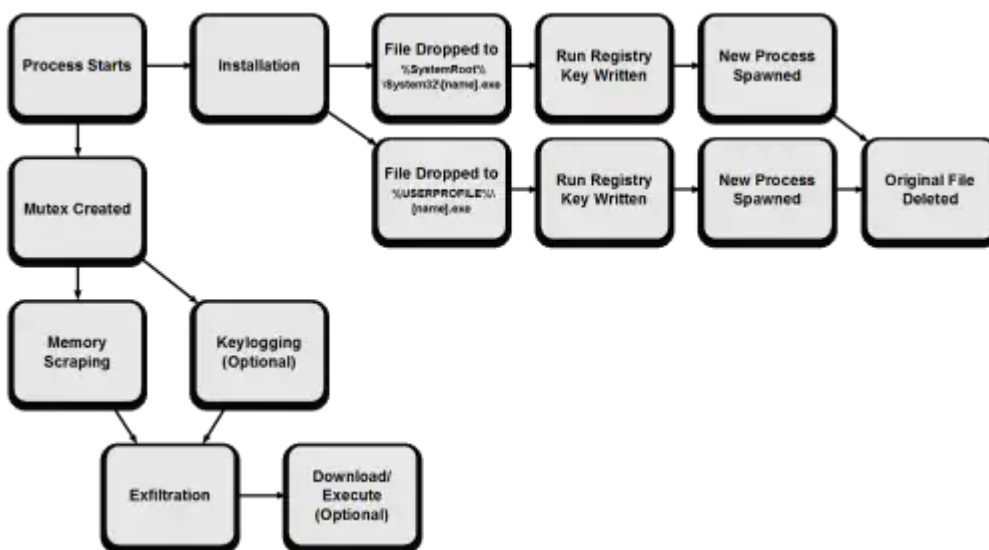 Process Starts
Installation
File Dropped to
%SystemRoot%
\System32\[name].exe
Run Registry
Key Written
New Process
Spawned
File Dropped to
%USERPROFILE%\
[name].exe
Run Registry
Key Written
New Process
Spawned
Original File
Deleted
Mutex Created
Memory
Scraping
Keylogging
(Optional)
Exfiltration
Download/
Execute
(Optional)